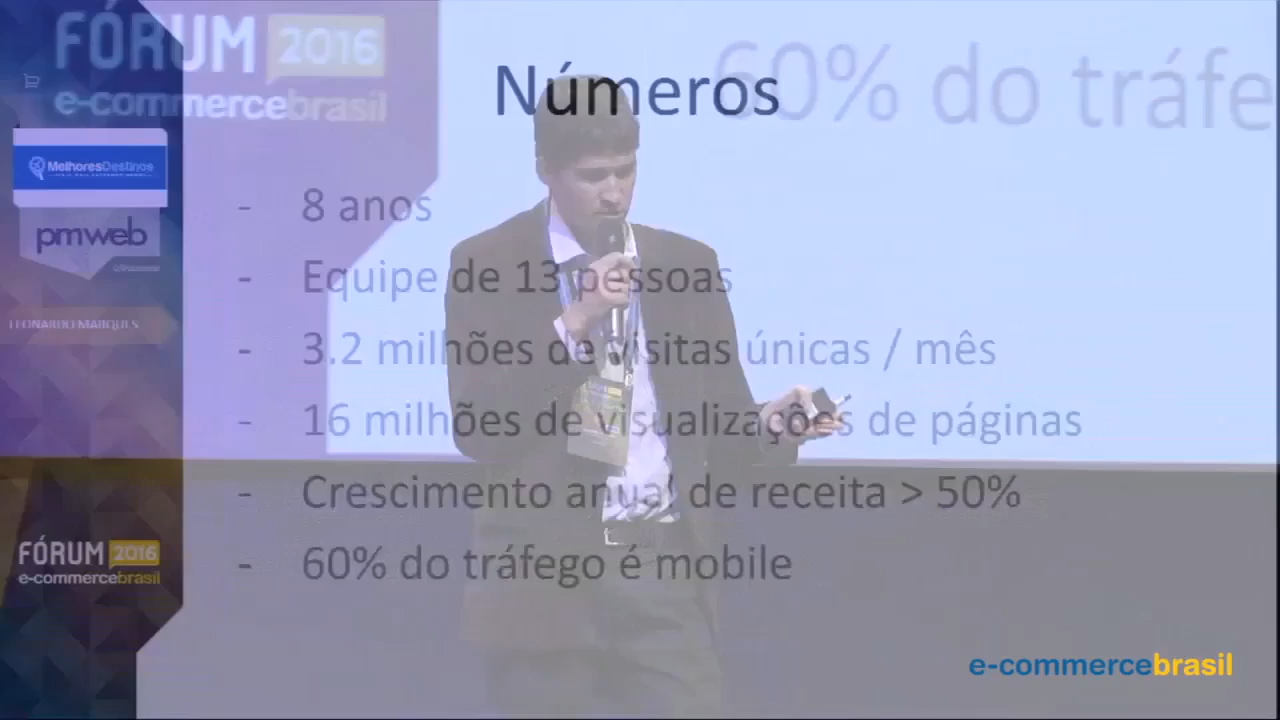 FÓRUM 2016
e-commercebrasil
60% do tráfe
Números
MelhoresDestinos
pmweb
LEONARDO MARQUES
- 8 anos
- Equipe de 13 pessoas
- 3.2 milhões de visitas únicas / mês
- 16 milhões de visualizações de páginas
- Crescimento anual de receita > 50%
- 60% do tráfego é mobile
FÓRUM 2016
e-commercebrasil
e-commercebrasil